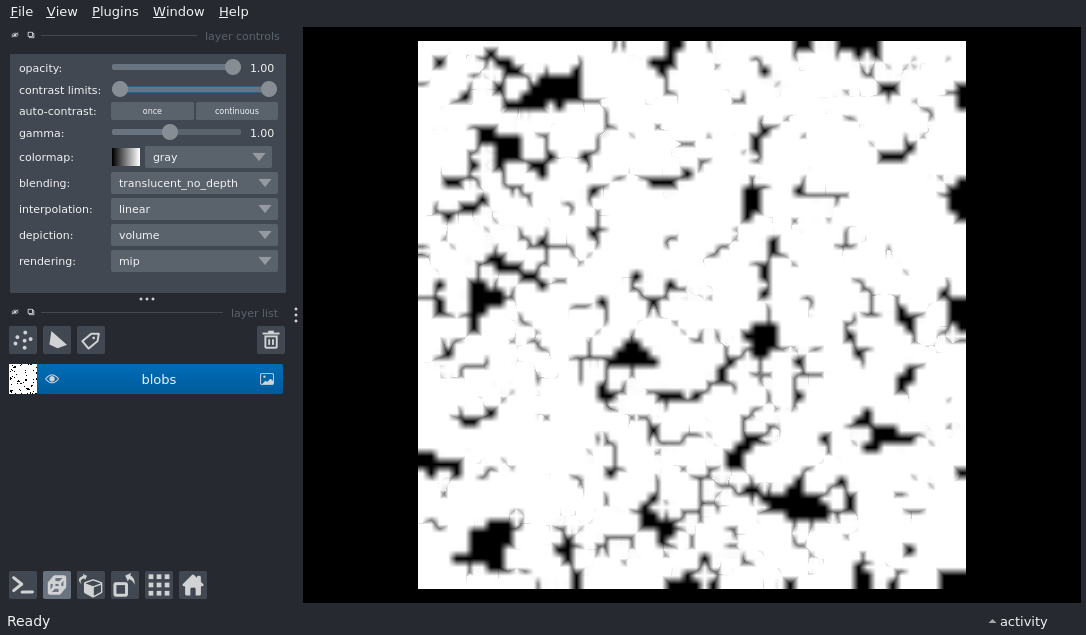 File View Plugins Window Help
layer controls
opacity: 1.00
contrast limits:
auto-contrast: once continuous
gamma: 1.00
colormap: gray
blending: translucent_no_depth
interpolation: linear
depiction: volume
rendering: mip
layer list
blobs
Ready activity